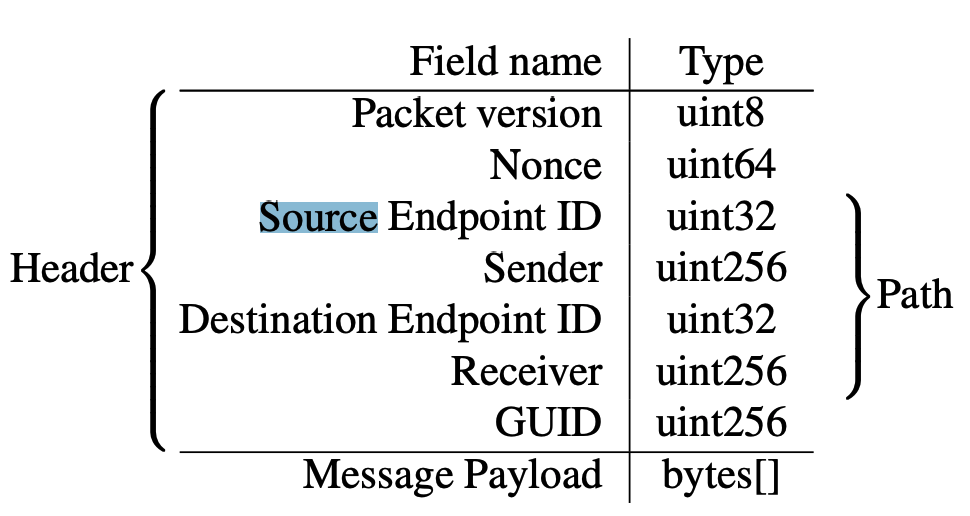 Field name Type
Packet version uint8
Nonce uint64
Source Endpoint ID uint32
Sender uint256
Header
Destination Endpoint ID uint32
Path
Receiver uint256
GUID uint256
Message Payload bytes[]